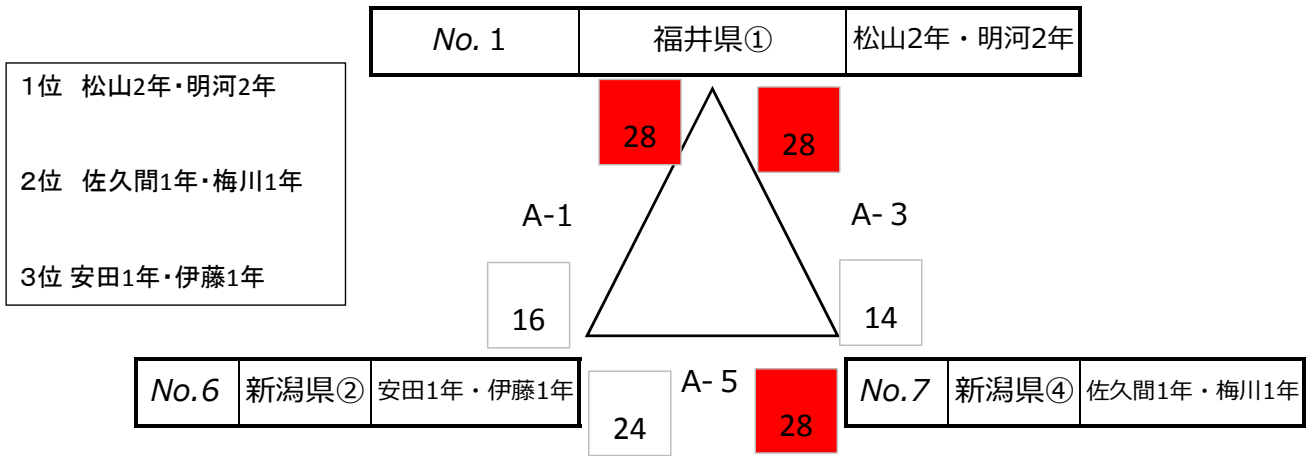 No. 1 福井県① 松山2年・明河2年
1位 松山2年・明河2年
2位 佐久間1年・梅川1年
3位 安田1年・伊藤1年
28 28
A-1 A-３
16 14
No.6 新潟県② 安田1年・伊藤1年
A-５
No.7 新潟県④ 佐久間1年・梅川1年
24 28